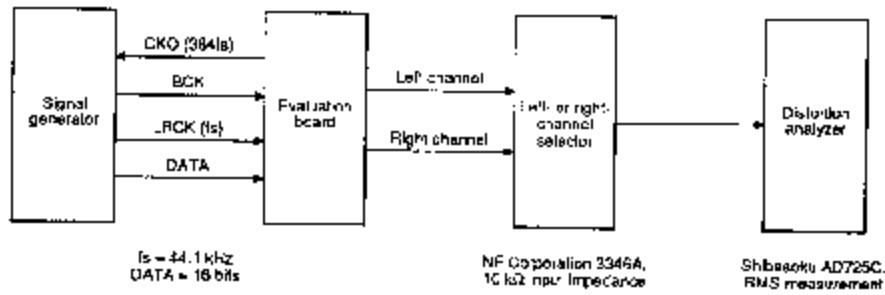 CKO (384fs)
BCK
LRCK (fs)
DATA
Signal
generator
Evaluation
board
Left channel
Right channel
Left- or right-
channel
selector
Distortion
analyzer
fs = 44.1 kHz
DATA = 16 bits
NF Corporation 3346A,
10 kΩ input impedance
Shibasoku AD725C,
RMS measurement